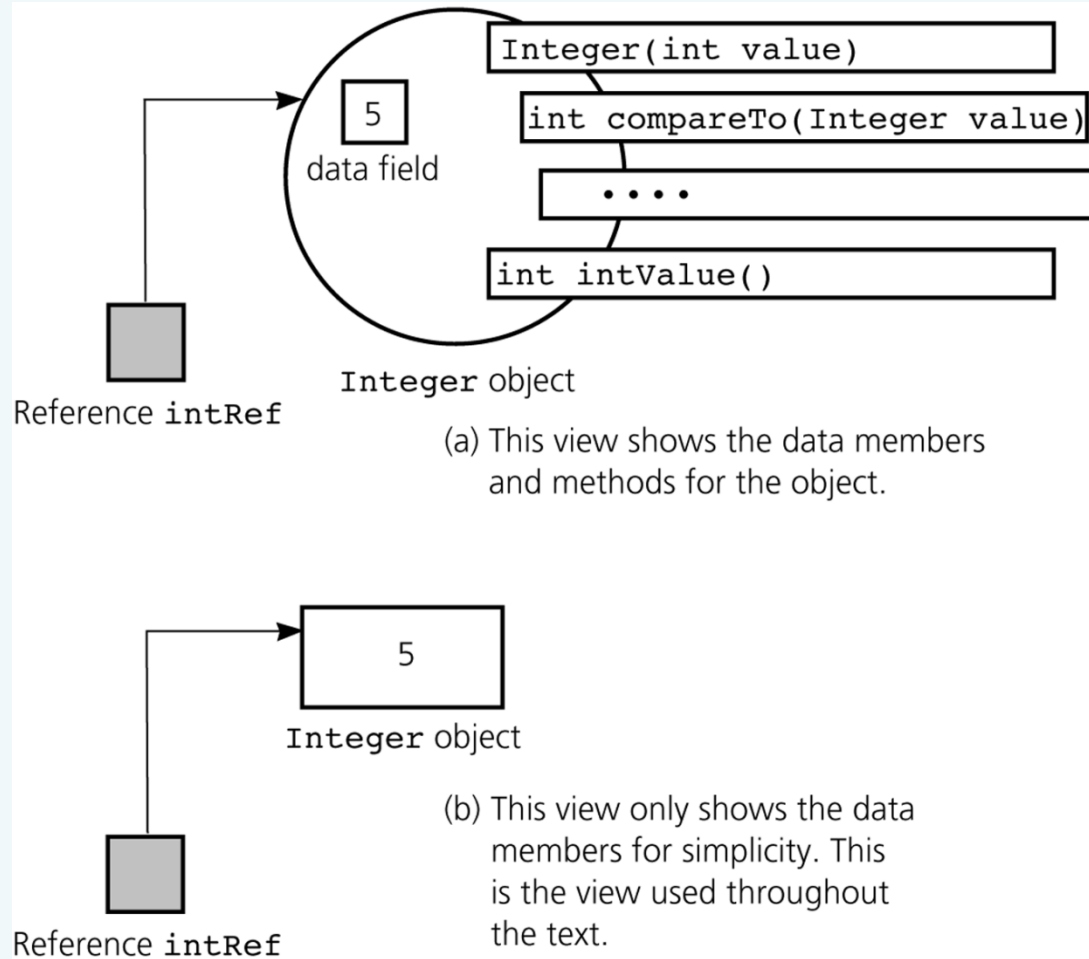 Integer(int value)
5
int compareTo(Integer value)
data field
• • • •
int intValue()
Integer object
Reference intRef
(a) This view shows the data members
and methods for the object.
5
Integer object
(b) This view only shows the data
members for simplicity. This
is the view used throughout
the text.
Reference intRef